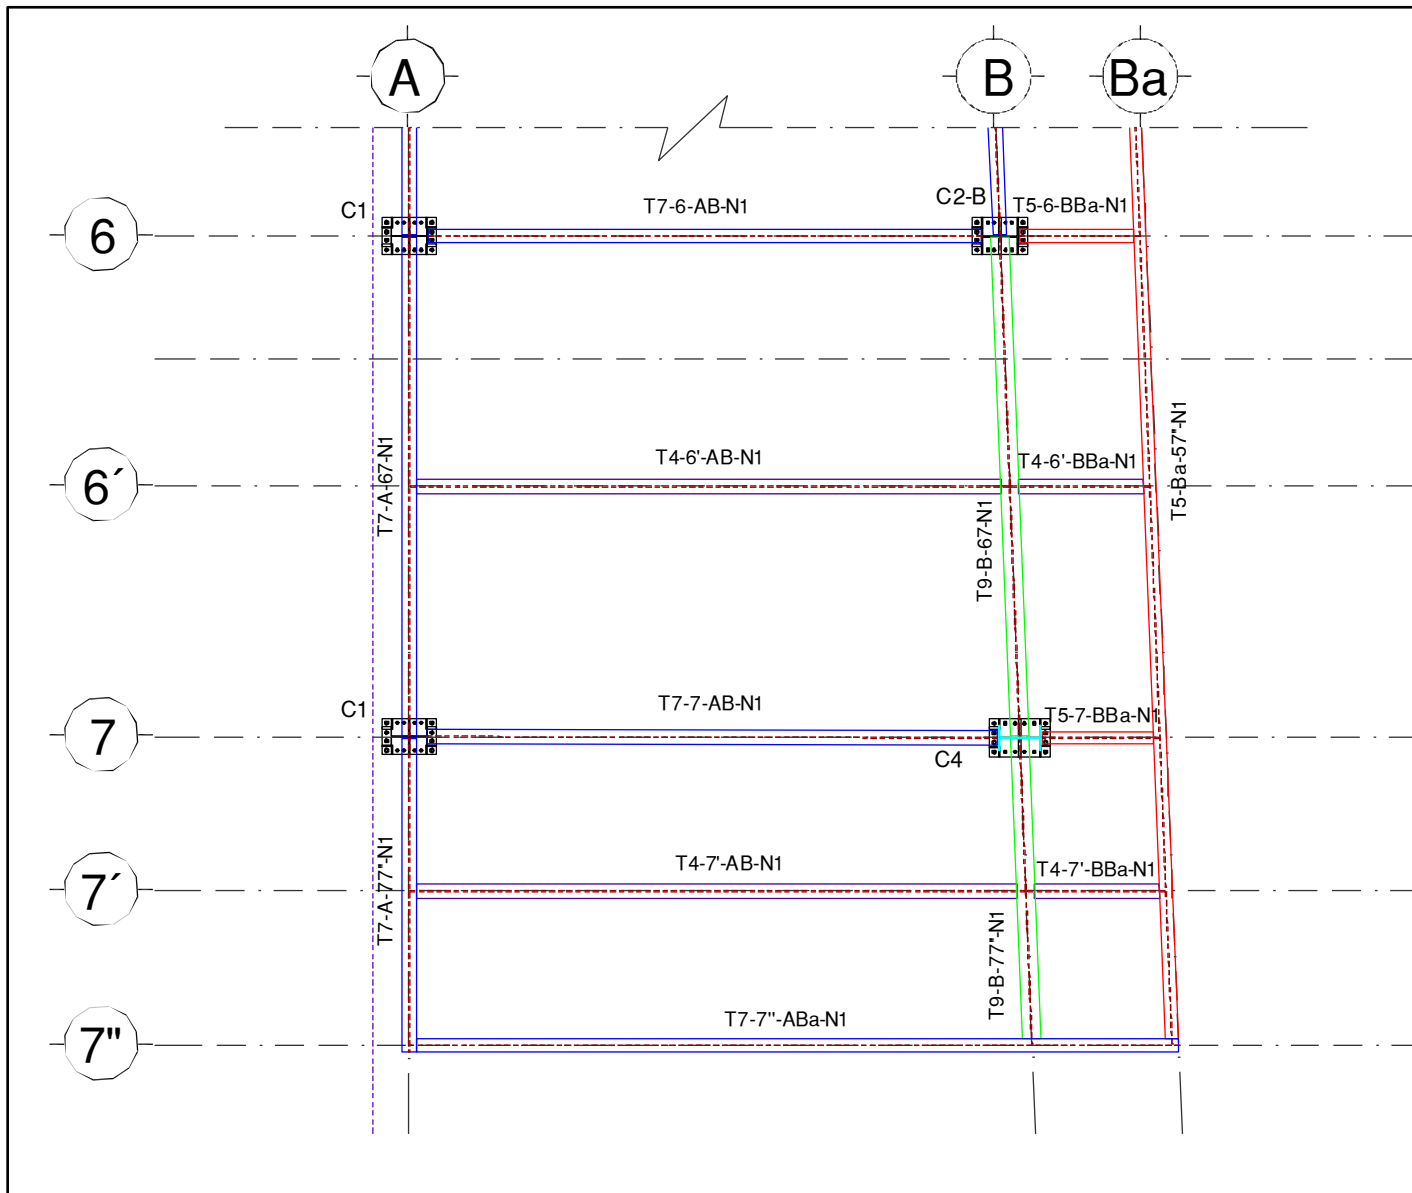 A
B
Ba
C1
T7-6-AB-N1
C2-B
T5-6-BBa-N1
6
T4-6'-AB-N1
T4-6'-BBa-N1
6´
T7-A-67-N1
T9-B-67-N1
T5-Ba-57"-N1
C1
T7-7-AB-N1
T5-7-BBa-N1
7
C4
T4-7'-AB-N1
T4-7'-BBa-N1
7´
T7-A-77"-N1
T9-B-77"-N1
T7-7''-ABa-N1
7"